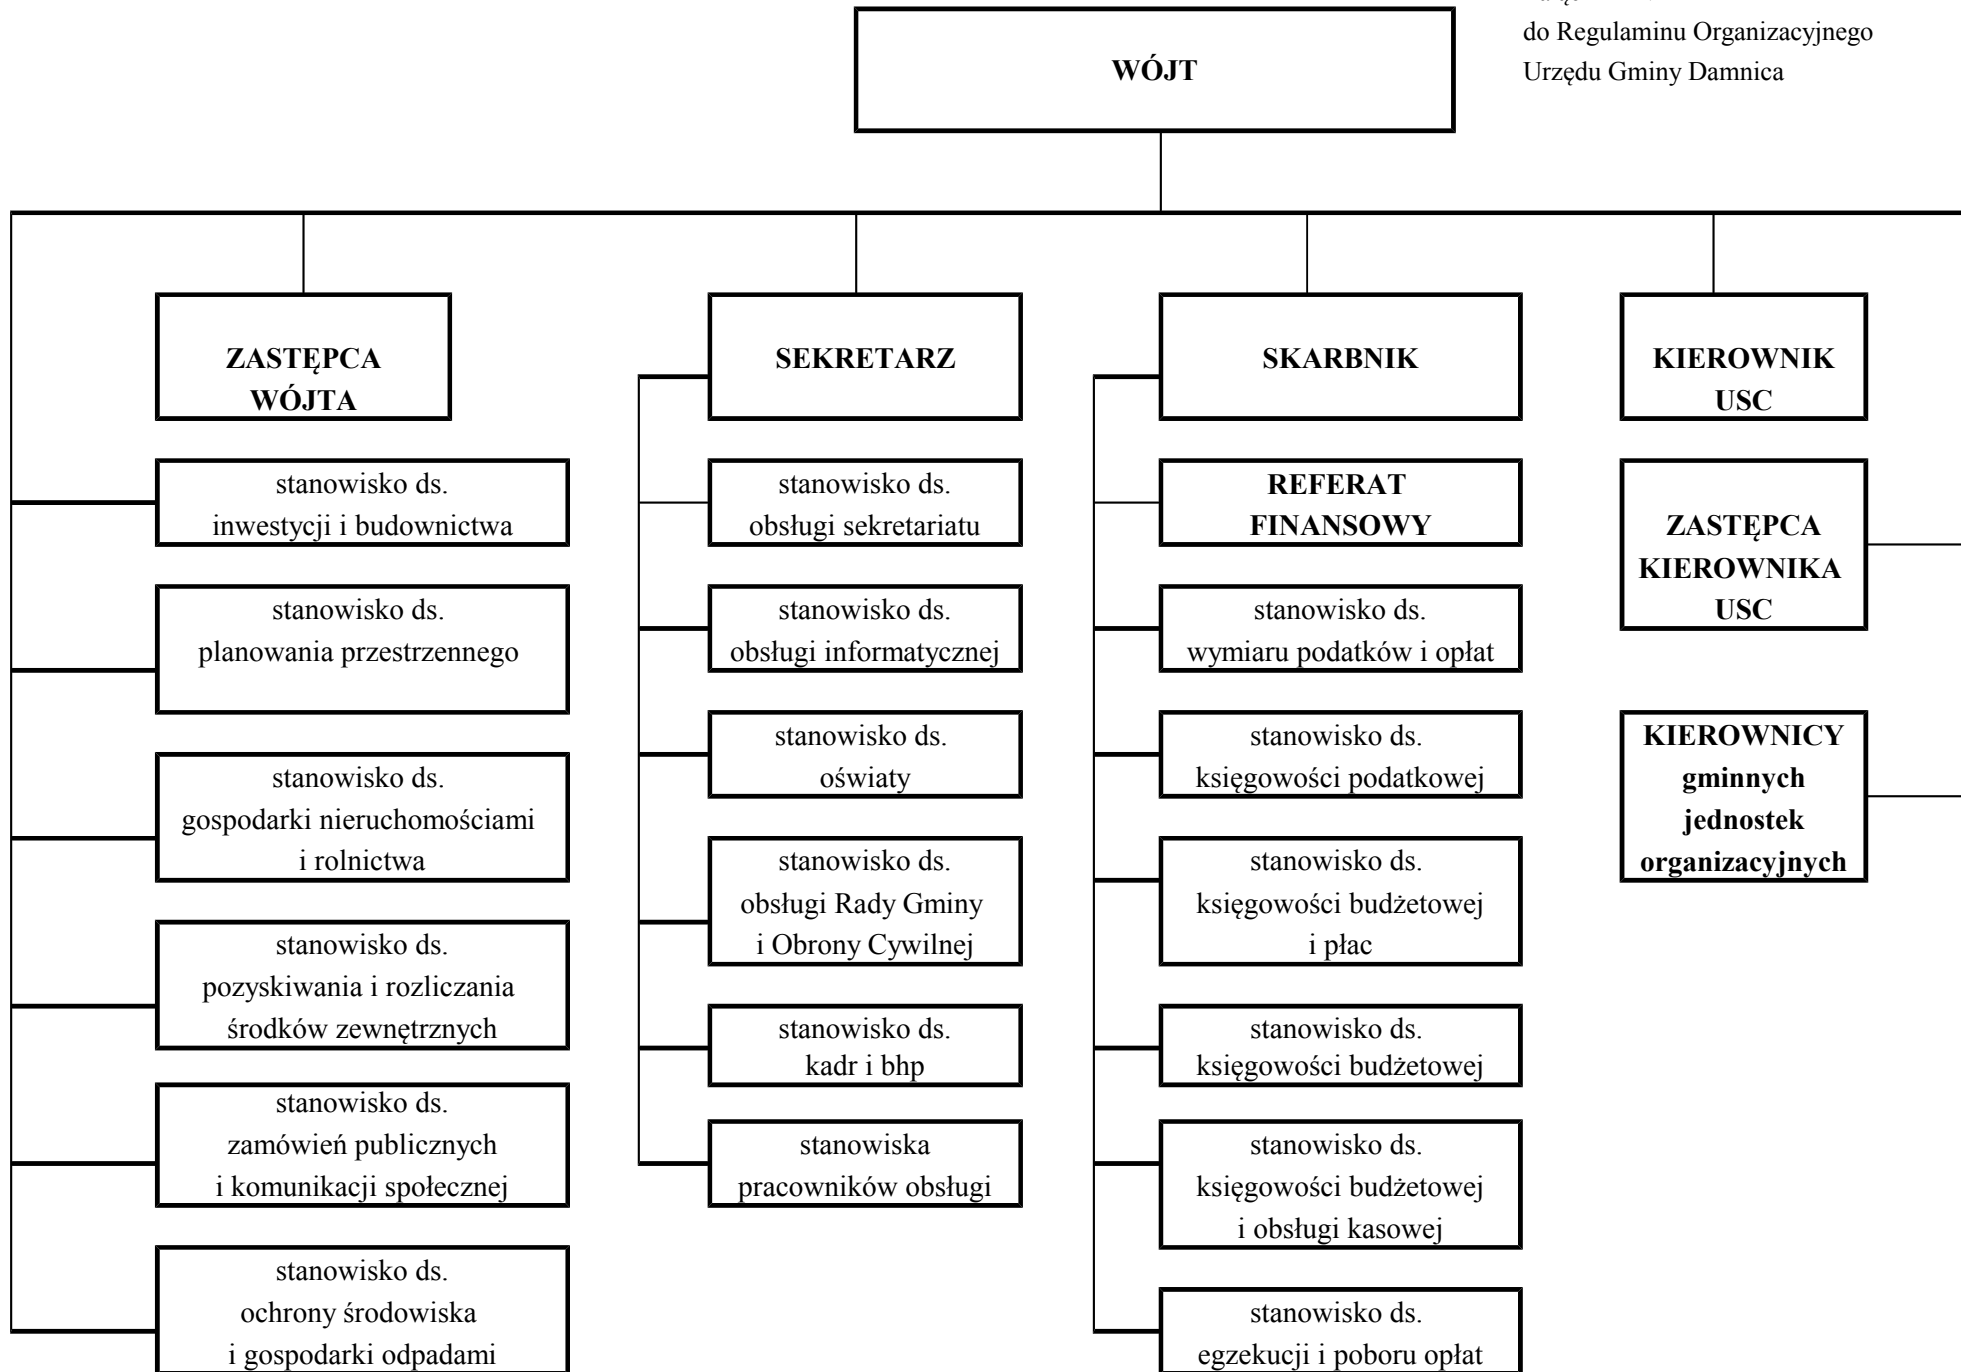 do Regulaminu Organizacyjnego
Urzędu Gminy Damnica
WÓJT
ZASTĘPCA
WÓJTA
stanowisko ds.
inwestycji i budownictwa
stanowisko ds.
planowania przestrzennego
stanowisko ds.
gospodarki nieruchomościami
i rolnictwa
stanowisko ds.
pozyskiwania i rozliczania
środków zewnętrznych
stanowisko ds.
zamówień publicznych
i komunikacji społecznej
stanowisko ds.
ochrony środowiska
i gospodarki odpadami
SEKRETARZ
stanowisko ds.
obsługi sekretariatu
stanowisko ds.
obsługi informatycznej
stanowisko ds.
oświaty
stanowisko ds.
obsługi Rady Gminy
i Obrony Cywilnej
stanowisko ds.
kadr i bhp
stanowiska
pracowników obsługi
SKARBNIK
REFERAT
FINANSOWY
stanowisko ds.
wymiaru podatków i opłat
stanowisko ds.
księgowości podatkowej
stanowisko ds.
księgowości budżetowej
i płac
stanowisko ds.
księgowości budżetowej
stanowisko ds.
księgowości budżetowej
i obsługi kasowej
stanowisko ds.
egzekucji i poboru opłat
KIEROWNIK
USC
ZASTĘPCA
KIEROWNIKA
USC
KIEROWNICY
gminnych
jednostek
organizacyjnych